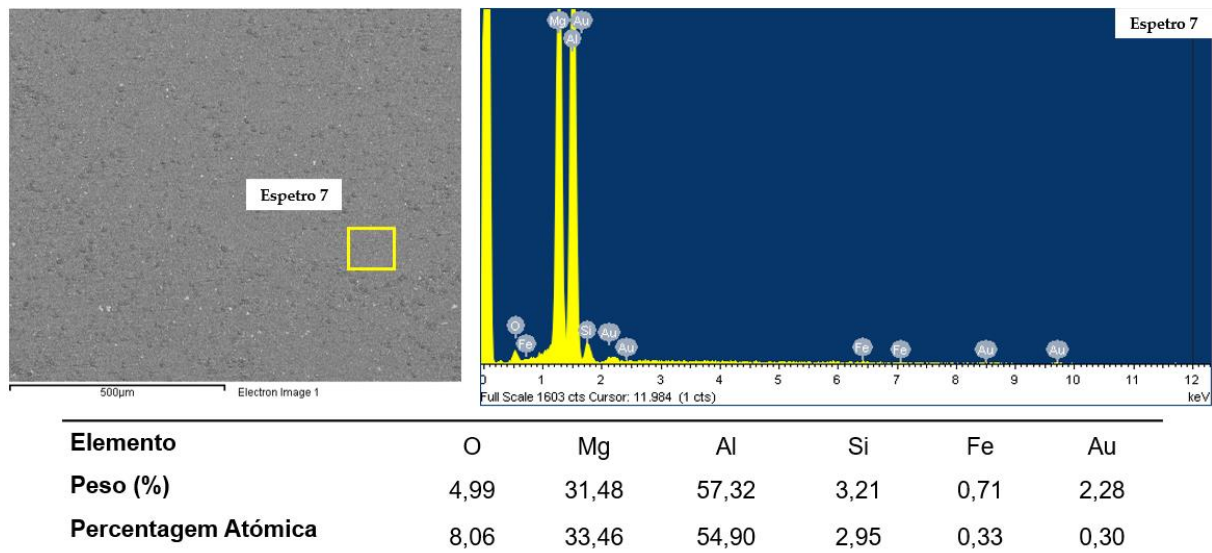 Espetro 7
500µm
Electron Image 1
Espetro 7
Mg Au
Al
O
Fe
Si
Au
Au
Fe
Fe
Au
Au
0 1 2 3 4 5 6 7 8 9 10 11 12
Full Scale 1603 cts Cursor: 11.984 (1 cts)
keV
Elemento O Mg Al Si Fe Au
Peso (%) 4,99 31,48 57,32 3,21 0,71 2,28
Percentagem Atómica 8,06 33,46 54,90 2,95 0,33 0,30